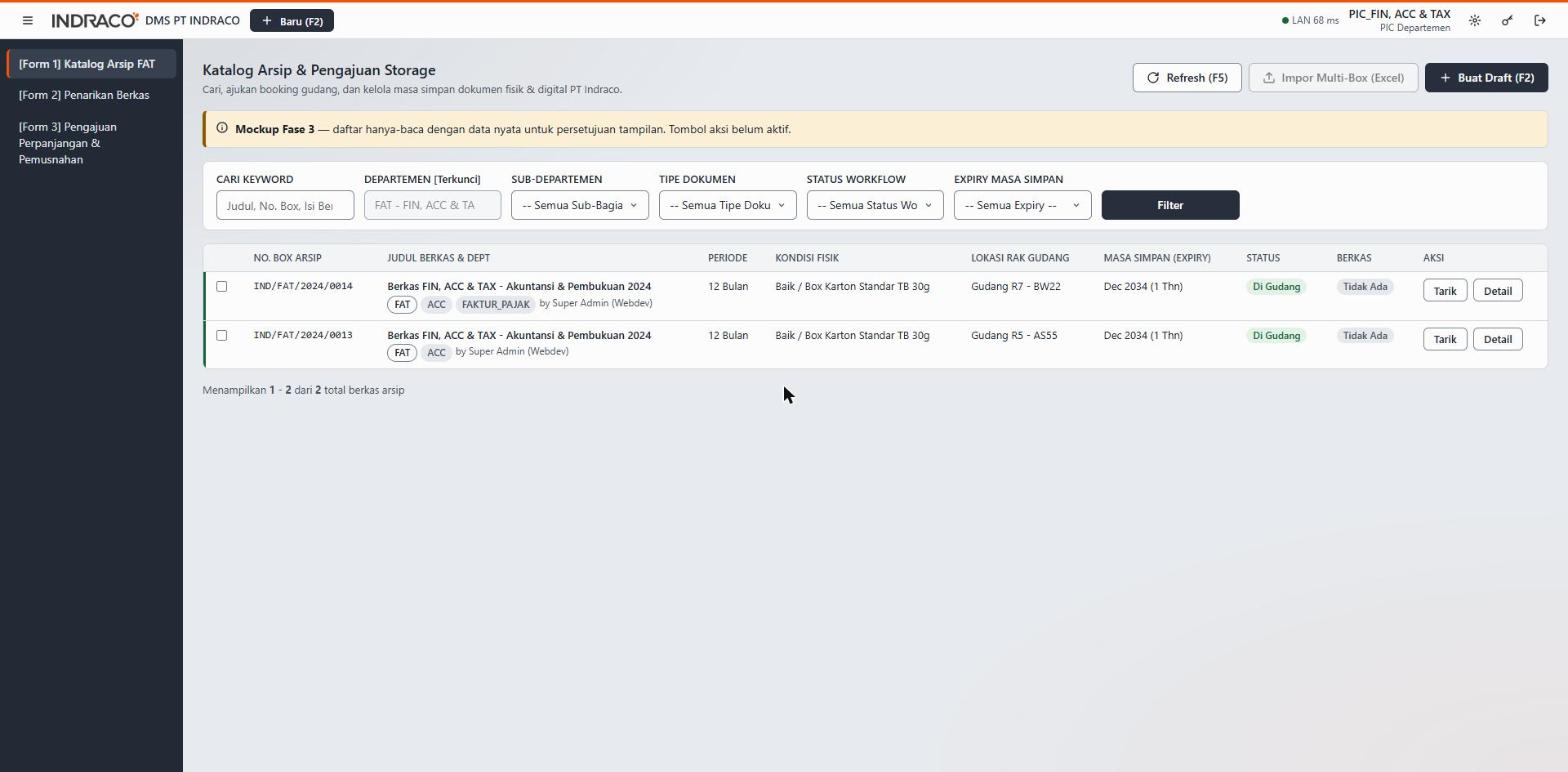 INDRACO DMS PT INDRACO + Baru (F2) LAN 68 ms PIC_FIN, ACC & TAX
PIC Departemen
[Form 1] Katalog Arsip FAT
[Form 2] Penarikan Berkas
[Form 3] Pengajuan
Perpanjangan &
Pemusnahan
Katalog Arsip & Pengajuan Storage
Cari, ajukan booking gudang, dan kelola masa simpan dokumen fisik & digital PT Indraco.
Refresh (F5) Impor Multi-Box (Excel) + Buat Draft (F2)
Mockup Fase 3 — daftar hanya-baca dengan data nyata untuk persetujuan tampilan. Tombol aksi belum aktif.
CARI KEYWORD DEPARTEMEN [Terkunci] SUB-DEPARTEMEN TIPE DOKUMEN STATUS WORKFLOW EXPIRY MASA SIMPAN
Judul, No. Box, Isi Be FAT - FIN, ACC & TA -- Semua Sub-Bagia -- Semua Tipe Doku -- Semua Status Wo -- Semua Expiry -- Filter
NO. BOX ARSIP JUDUL BERKAS & DEPT PERIODE KONDISI FISIK LOKASI RAK GUDANG MASA SIMPAN (EXPIRY) STATUS BERKAS AKSI
IND/FAT/2024/0014 Berkas FIN, ACC & TAX - Akuntansi & Pembukuan 2024 12 Bulan Baik / Box Karton Standar TB 30g Gudang R7 - BW22 Dec 2034 (1 Thn) Di Gudang Tidak Ada Tarik Detail
FAT ACC FAKTUR_PAJAK by Super Admin (Webdev)
IND/FAT/2024/0013 Berkas FIN, ACC & TAX - Akuntansi & Pembukuan 2024 12 Bulan Baik / Box Karton Standar TB 30g Gudang R5 - AS55 Dec 2034 (1 Thn) Di Gudang Tidak Ada Tarik Detail
FAT ACC by Super Admin (Webdev)
Menampilkan 1 - 2 dari 2 total berkas arsip